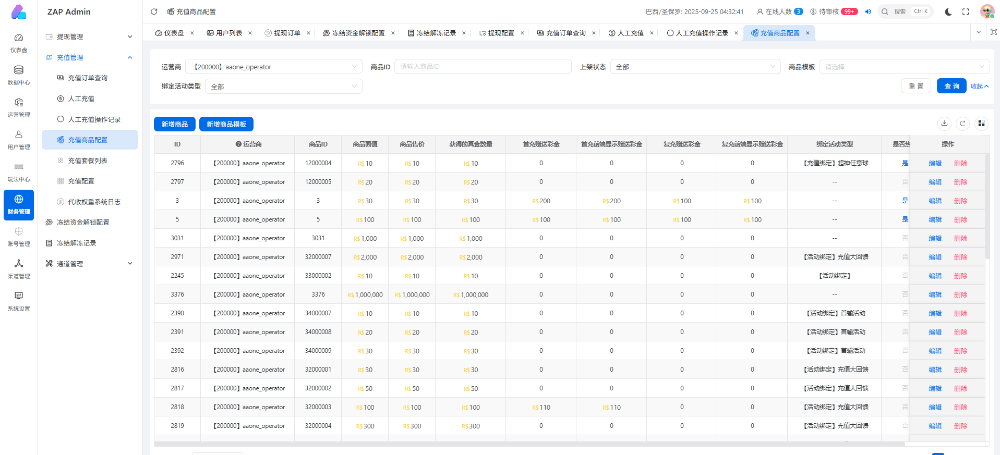 ZAP Admin
充值商品配置
巴西/圣保罗: 2025-09-25 04:32:41
在线人数 3
待审核 99+
搜索 Ctrl K
仪表盘 ×
用户列表 ×
提现订单 ×
冻结资金解锁配置 ×
冻结解冻记录 ×
提现配置 ×
充值订单查询 ×
人工充值 ×
人工充值操作记录 ×
充值商品配置 ×
仪表盘
数据中心
运营管理
用户管理
玩法中心
财务管理
账号管理
渠道管理
系统设置
提现管理
充值管理
充值订单查询
人工充值
人工充值操作记录
充值商品配置
充值套餐列表
充值配置
代收权重系统日志
冻结资金解锁配置
冻结解冻记录
通道管理
运营商 【200000】aaone_operator 商品ID 请输入商品ID 上架状态 全部 商品模板 请选择
绑定活动类型 全部 重 置 查 询 收起
新增商品 新增商品模板
ID 运营商 商品ID 商品面值 商品售价 获得的真金数量 首充赠送彩金 首充前端显示赠送彩金 复充赠送彩金 复充前端显示赠送彩金 绑定活动类型 是否热 操作
2796 【200000】aaone_operator 12000004 R$ 10 R$ 10 R$ 10 0 0 0 0 【充值绑定】超神任意球 是 编辑 删除
2797 【200000】aaone_operator 12000005 R$ 20 R$ 20 R$ 20 0 0 0 0 -- 否 编辑 删除
3 【200000】aaone_operator 3 R$ 30 R$ 30 R$ 30 R$ 200 R$ 200 R$ 100 R$ 100 -- 是 编辑 删除
5 【200000】aaone_operator 5 R$ 100 R$ 100 R$ 100 R$ 100 R$ 100 R$ 100 R$ 100 -- 是 编辑 删除
3031 【200000】aaone_operator 3031 R$ 1,000 R$ 1,000 R$ 1,000 0 0 0 0 -- 否 编辑 删除
2971 【200000】aaone_operator 32000007 R$ 2,000 R$ 2,000 R$ 2,000 0 0 0 0 【活动绑定】充值大回馈 否 编辑 删除
2245 【200000】aaone_operator 33000002 R$ 10 R$ 10 R$ 10 0 0 0 0 【活动绑定】 否 编辑 删除
3376 【200000】aaone_operator 3376 R$ 1,000,000 R$ 1,000,000 R$ 1,000,000 0 0 0 0 -- 否 编辑 删除
2390 【200000】aaone_operator 34000007 R$ 10 R$ 10 R$ 10 0 0 0 0 【活动绑定】首输活动 否 编辑 删除
2391 【200000】aaone_operator 34000008 R$ 20 R$ 20 R$ 20 0 0 0 0 【活动绑定】首输活动 否 编辑 删除
2392 【200000】aaone_operator 34000009 R$ 30 R$ 30 R$ 30 0 0 0 0 【活动绑定】首输活动 否 编辑 删除
2816 【200000】aaone_operator 32000001 R$ 30 R$ 30 R$ 30 0 0 0 0 【活动绑定】充值大回馈 否 编辑 删除
2817 【200000】aaone_operator 32000002 R$ 50 R$ 50 R$ 50 0 0 0 0 【活动绑定】充值大回馈 否 编辑 删除
2818 【200000】aaone_operator 32000003 R$ 100 R$ 100 R$ 100 R$ 110 R$ 110 0 0 【活动绑定】充值大回馈 否 编辑 删除
2819 【200000】aaone_operator 32000004 R$ 300 R$ 300 R$ 300 0 0 0 0 【活动绑定】充值大回馈 否 编辑 删除